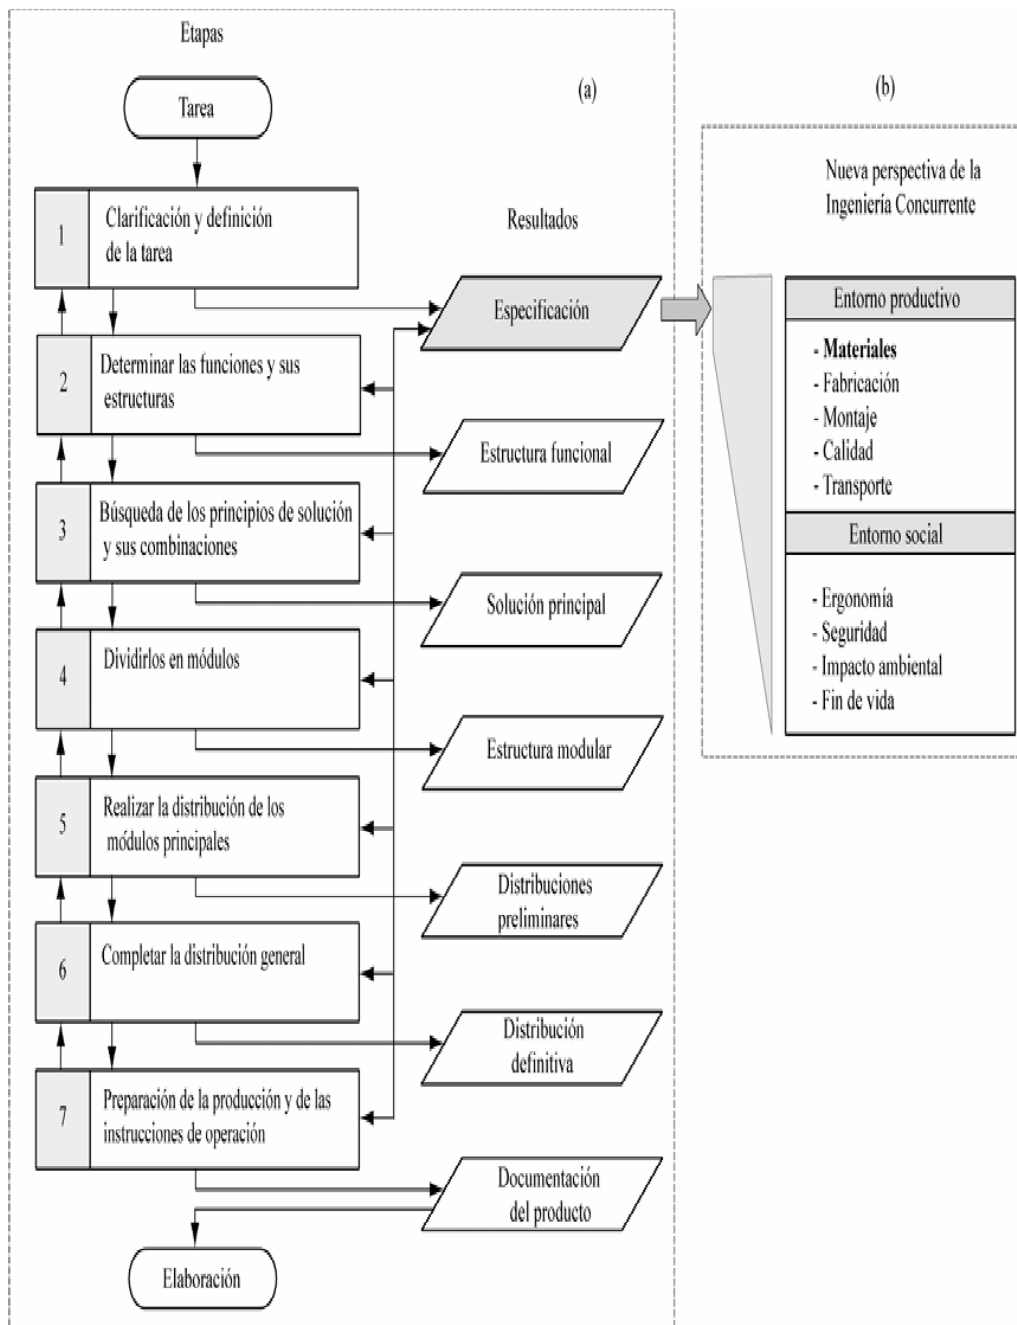 Etapas
(a)
(b)
Tarea
Nueva perspectiva de la
Ingeniería Concurrente
1
Clarificación y definición
de la tarea
Resultados
Especificación
Entorno productivo
- Materiales
- Fabricación
- Montaje
- Calidad
- Transporte
Entorno social
- Ergonomía
- Seguridad
- Impacto ambiental
- Fin de vida
2
Determinar las funciones y sus
estructuras
Estructura funcional
3
Búsqueda de los principios de solución
y sus combinaciones
Solución principal
4
Dividirlos en módulos
Estructura modular
5
Realizar la distribución de los
módulos principales
Distribuciones
preliminares
6
Completar la distribución general
Distribución
definitiva
7
Preparación de la producción y de las
instrucciones de operación
Documentación
del producto
Elaboración